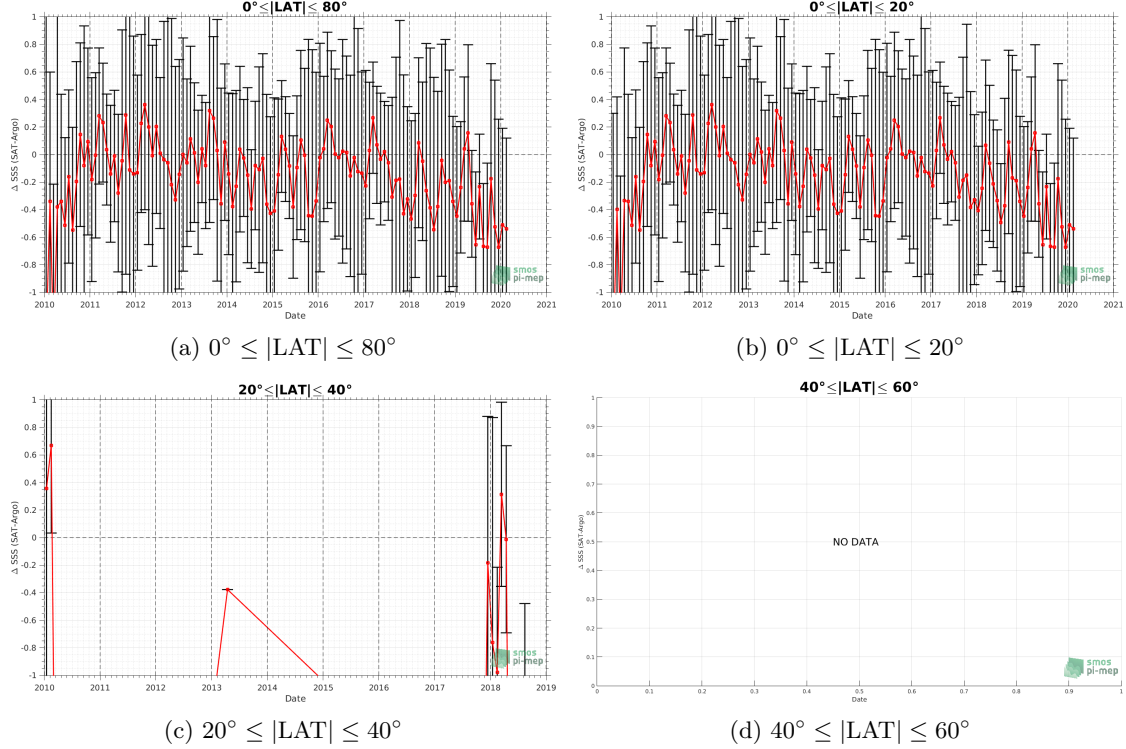 0°≤|LAT|≤ 80°
Δ SSS (SAT-Argo)
1
0.8
0.6
0.4
0.2
0
-0.2
-0.4
-0.6
-0.8
-1
2010 2011 2012 2013 2014 2015 2016 2017 2018 2019 2020 2021
Date
smos
pi-mep
(a) 0° ≤ |LAT| ≤ 80°
0°≤|LAT|≤ 20°
Δ SSS (SAT-Argo)
1
0.8
0.6
0.4
0.2
0
-0.2
-0.4
-0.6
-0.8
-1
2010 2011 2012 2013 2014 2015 2016 2017 2018 2019 2020 2021
Date
smos
pi-mep
(b) 0° ≤ |LAT| ≤ 20°
20°≤|LAT|≤ 40°
Δ SSS (SAT-Argo)
1
0.8
0.6
0.4
0.2
0
-0.2
-0.4
-0.6
-0.8
-1
2010 2011 2012 2013 2014 2015 2016 2017 2018 2019
Date
smos
pi-mep
(c) 20° ≤ |LAT| ≤ 40°
40°≤|LAT|≤ 60°
Δ SSS (SAT-Argo)
1
0.9
0.8
0.7
0.6
0.5
0.4
0.3
0.2
0.1
0
NO DATA
0 0.1 0.2 0.3 0.4 0.5 0.6 0.7 0.8 0.9 1
Date
smos
pi-mep
(d) 40° ≤ |LAT| ≤ 60°